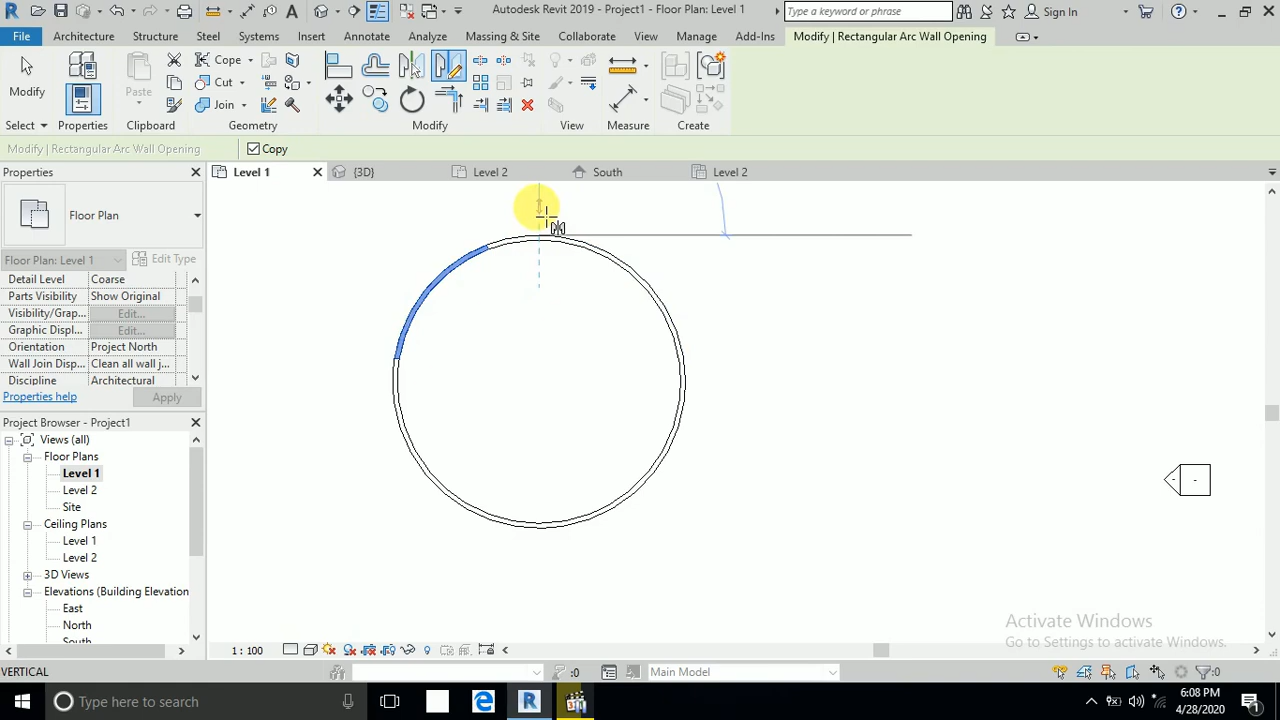 Autodesk Revit 2019 - Project1 - Floor Plan: Level 1
Type a keyword or phrase
Sign In
File
Architecture
Structure
Steel
Systems
Insert
Annotate
Analyze
Massing & Site
Collaborate
View
Manage
Add-Ins
Modify | Rectangular Arc Wall Opening
Modify
Paste
Cope
Cut
Join
Select
Properties
Clipboard
Geometry
Modify
View
Measure
Create
Modify | Rectangular Arc Wall Opening
Copy
Properties
Level 1
{3D}
Level 2
South
Level 2
Floor Plan
Floor Plan: Level 1
Edit Type
Detail Level Coarse
Parts Visibility Show Original
Visibility/Grap... Edit...
Graphic Displ... Edit...
Orientation Project North
Wall Join Disp... Clean all wall j...
Discipline Architectural
Properties help
Apply
Project Browser - Project1
Views (all)
Floor Plans
Level 1
Level 2
Site
Ceiling Plans
Level 1
Level 2
3D Views
Elevations (Building Elevation
East
North
South
Activate Windows
Go to Settings to activate Windows.
1 : 100
VERTICAL
:0
Main Model
:0
Type here to search
6:08 PM
4/28/2020